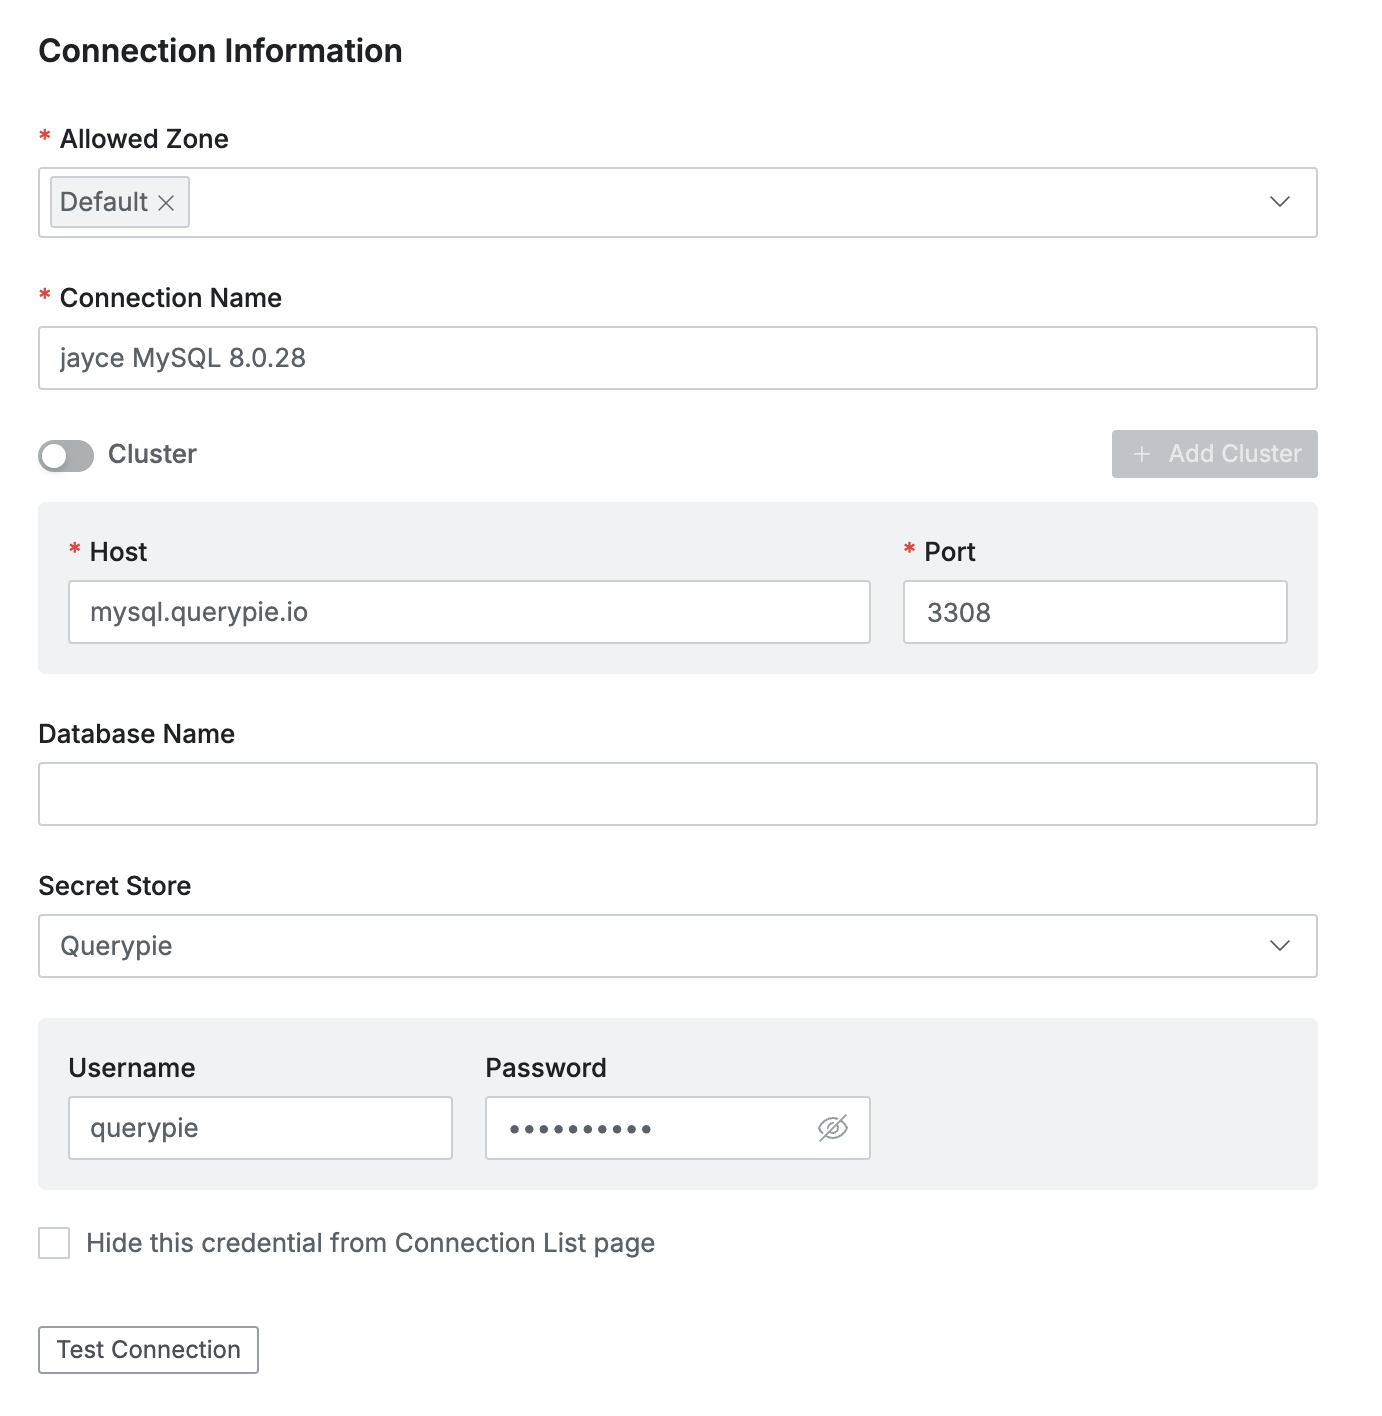 Connection Information
* Allowed Zone
Default
* Connection Name
jayce MySQL 8.0.28
Cluster
+ Add Cluster
* Host
* Port
mysql.querypie.io
3308
Database Name
Secret Store
Querypie
Username
Password
querypie
••••••••••
Hide this credential from Connection List page
Test Connection